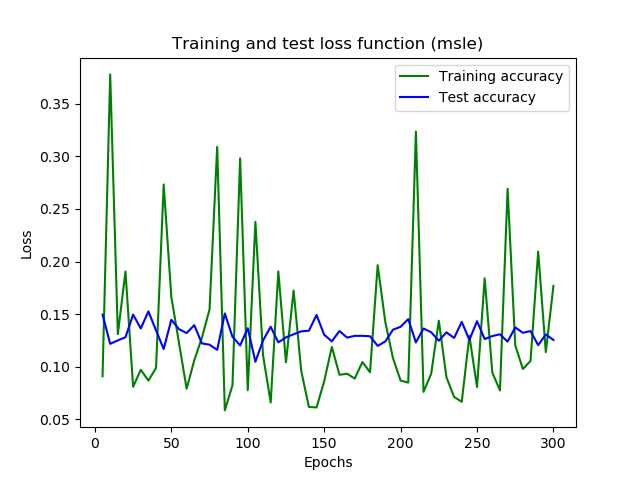 Training and test loss function (msle)
Training accuracy
Test accuracy
0.35
0.30
0.25
0.20
0.15
0.10
0.05
Loss
0
50
100
150
200
250
300
Epochs